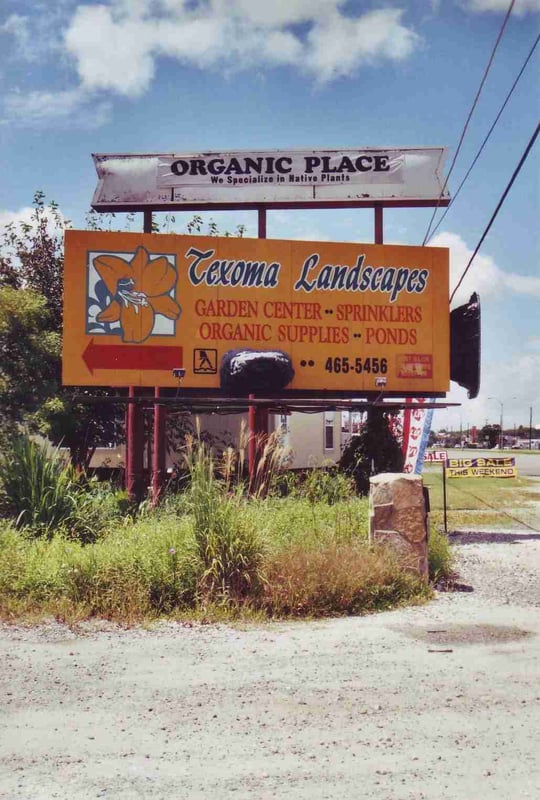 ORGANIC PLACE
We Specialize in Native Plants
Texoma Landscapes
GARDEN CENTER •• SPRINKLERS
ORGANIC SUPPLIES •• PONDS
•• 465-5456
SALE
BIG SALE
THIS WEEKEND